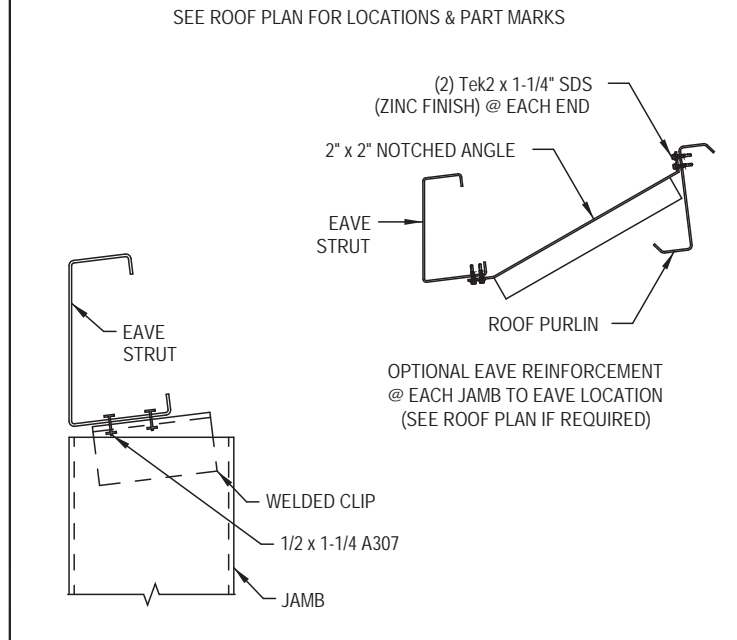 SEE ROOF PLAN FOR LOCATIONS & PART MARKS
(2) Tek2 x 1-1/4" SDS
(ZINC FINISH) @ EACH END
2" x 2" NOTCHED ANGLE
EAVE
STRUT
ROOF PURLIN
OPTIONAL EAVE REINFORCEMENT
@ EACH JAMB TO EAVE LOCATION
(SEE ROOF PLAN IF REQUIRED)
EAVE
STRUT
WELDED CLIP
1/2 x 1-1/4 A307
JAMB